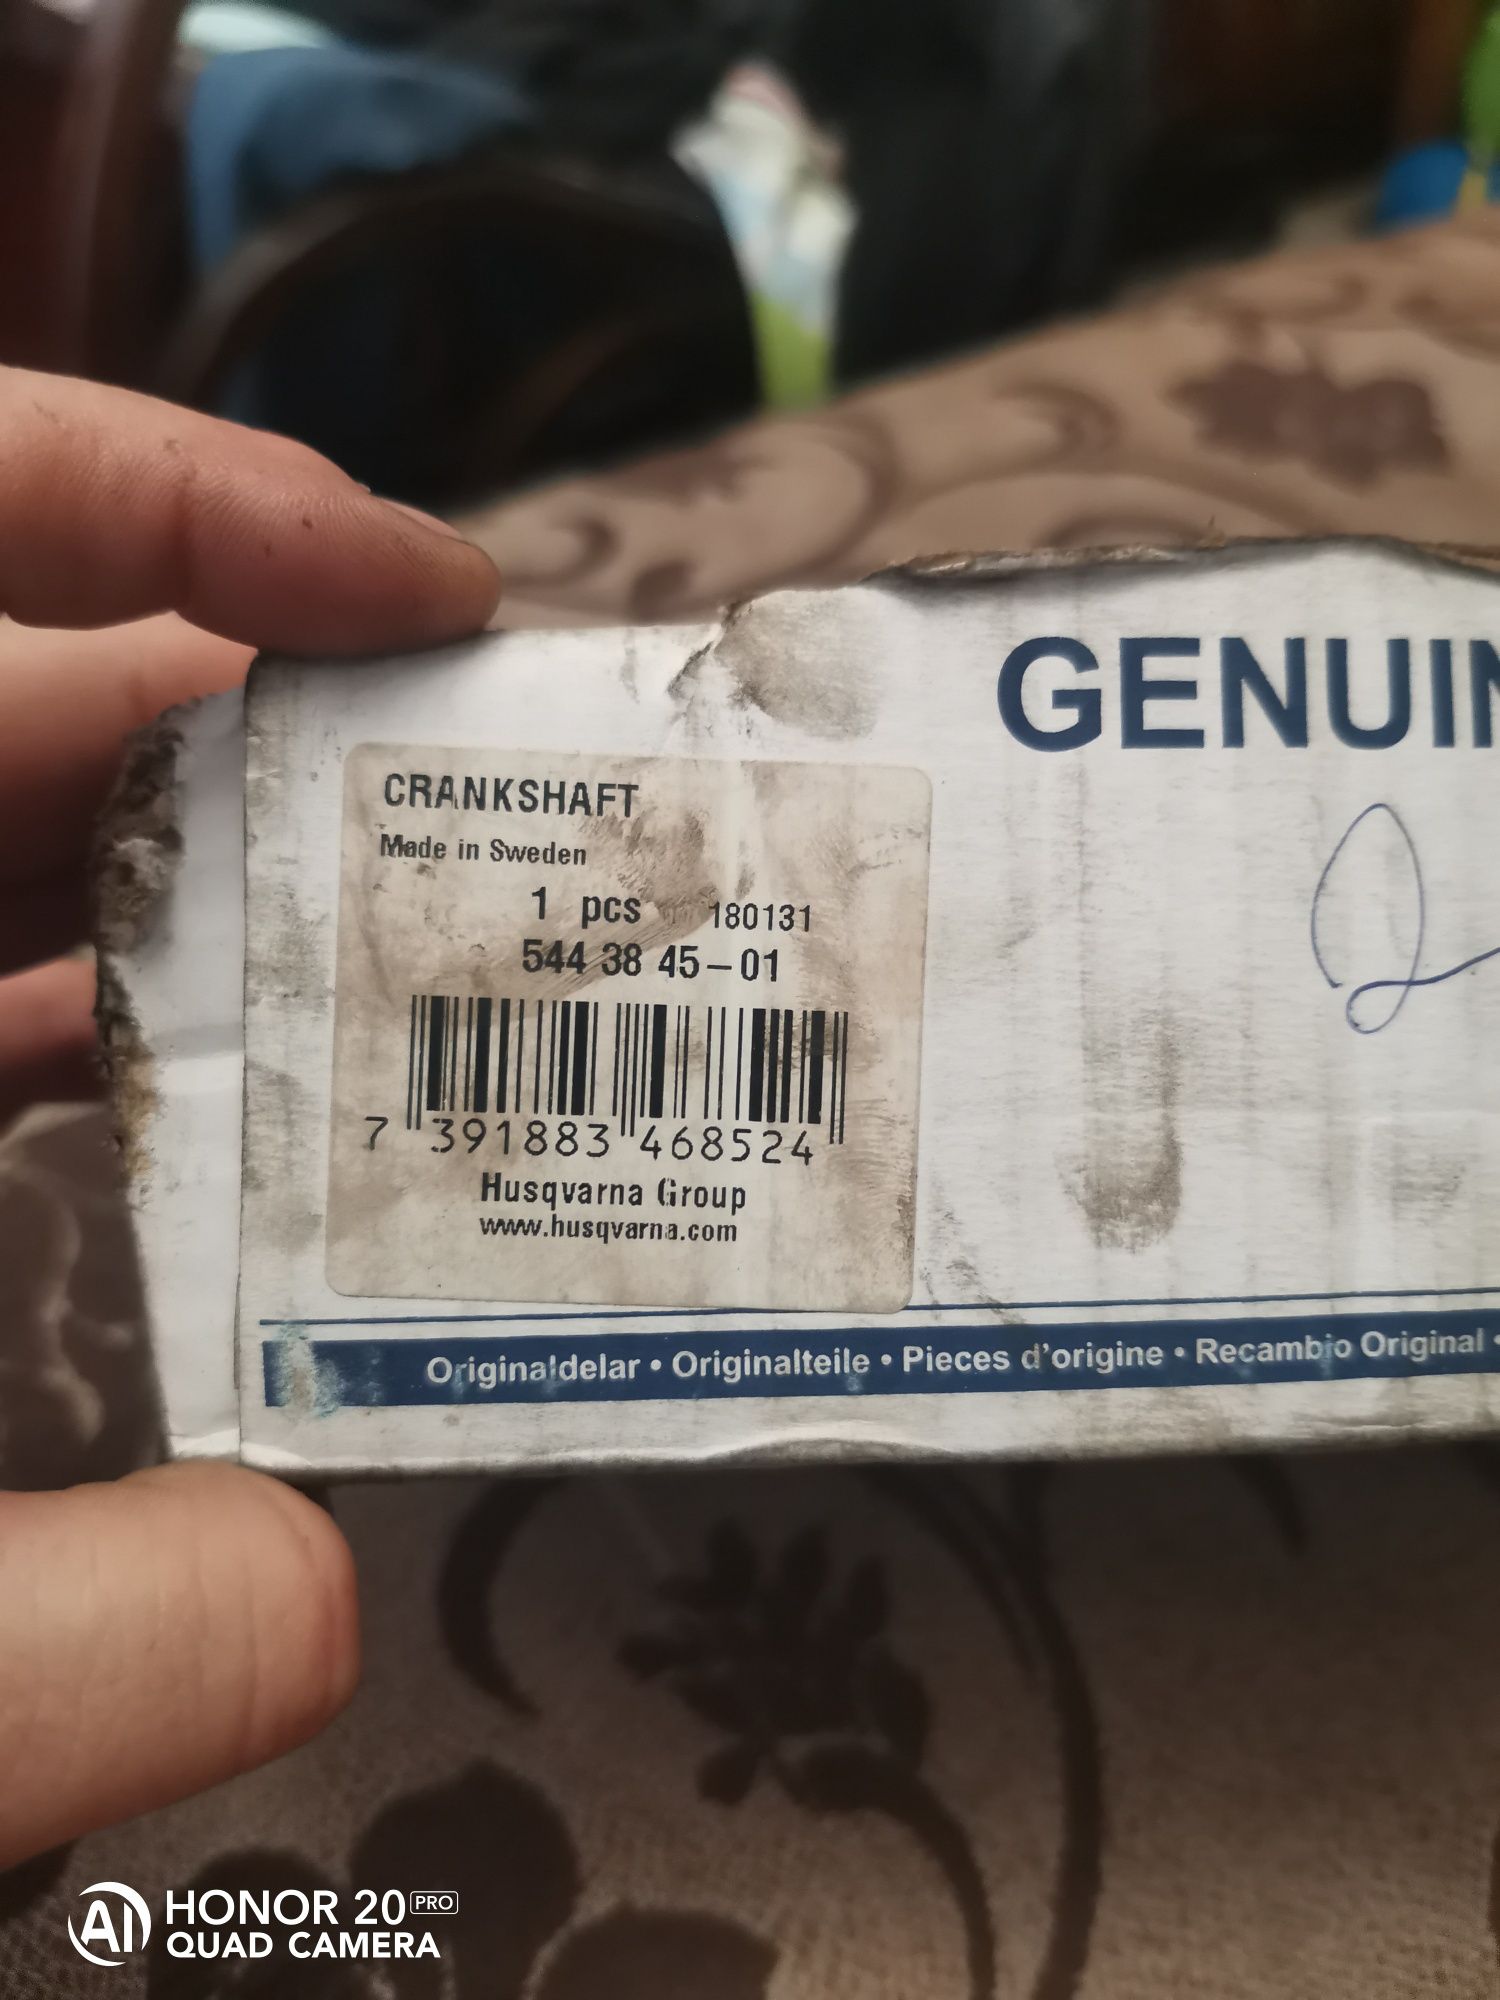 GENUIN
CRANKSHAFT
Made in Sweden
1 pcs 180131
544 38 45-01
7 391883 468524
Husqvarna Group
www.husqvarna.com
Originaldelar • Originalteile • Pieces d'origine • Recambio Original •
HONOR 20 PRO
QUAD CAMERA
AI